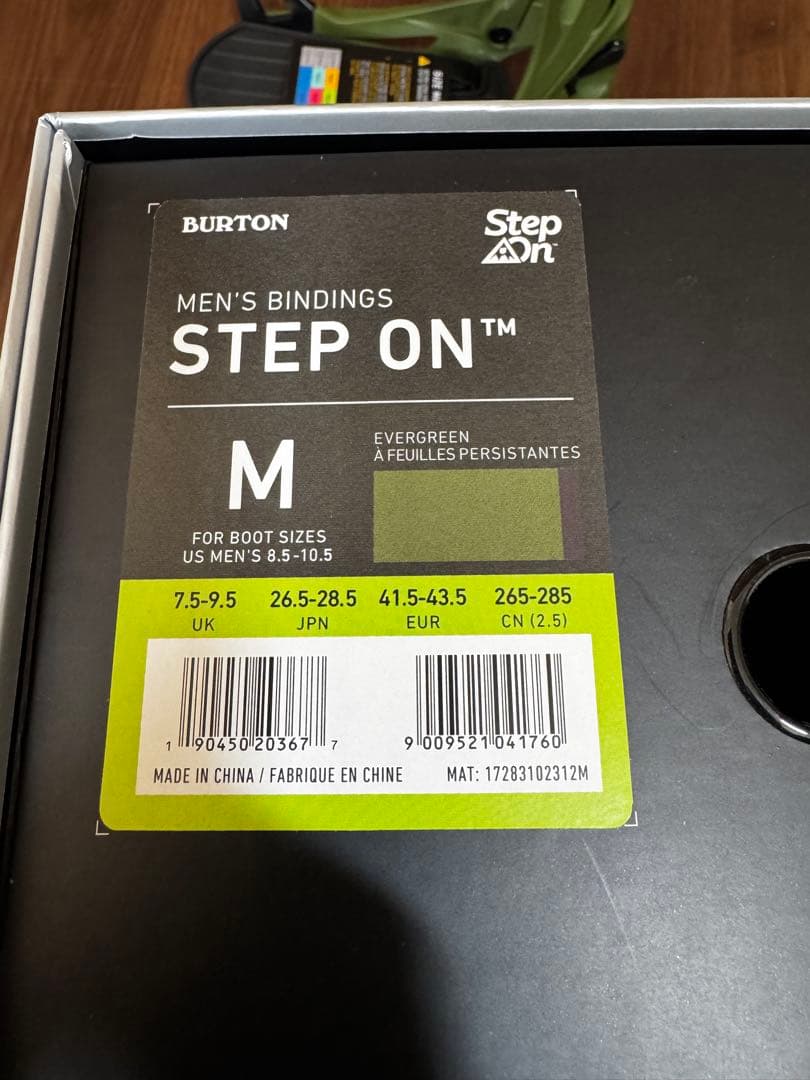 BURTON
Step On™
MEN'S BINDINGS
STEP ON™
M
FOR BOOT SIZES
US MEN'S 8.5-10.5
EVERGREEN
À FEUILLES PERSISTANTES
7.5-9.5 26.5-28.5 41.5-43.5 265-285
UK JPN EUR CN (2.5)
1 90450 20367 7
9 009521 041760
MADE IN CHINA / FABRIQUE EN CHINE MAT: 17283102312M